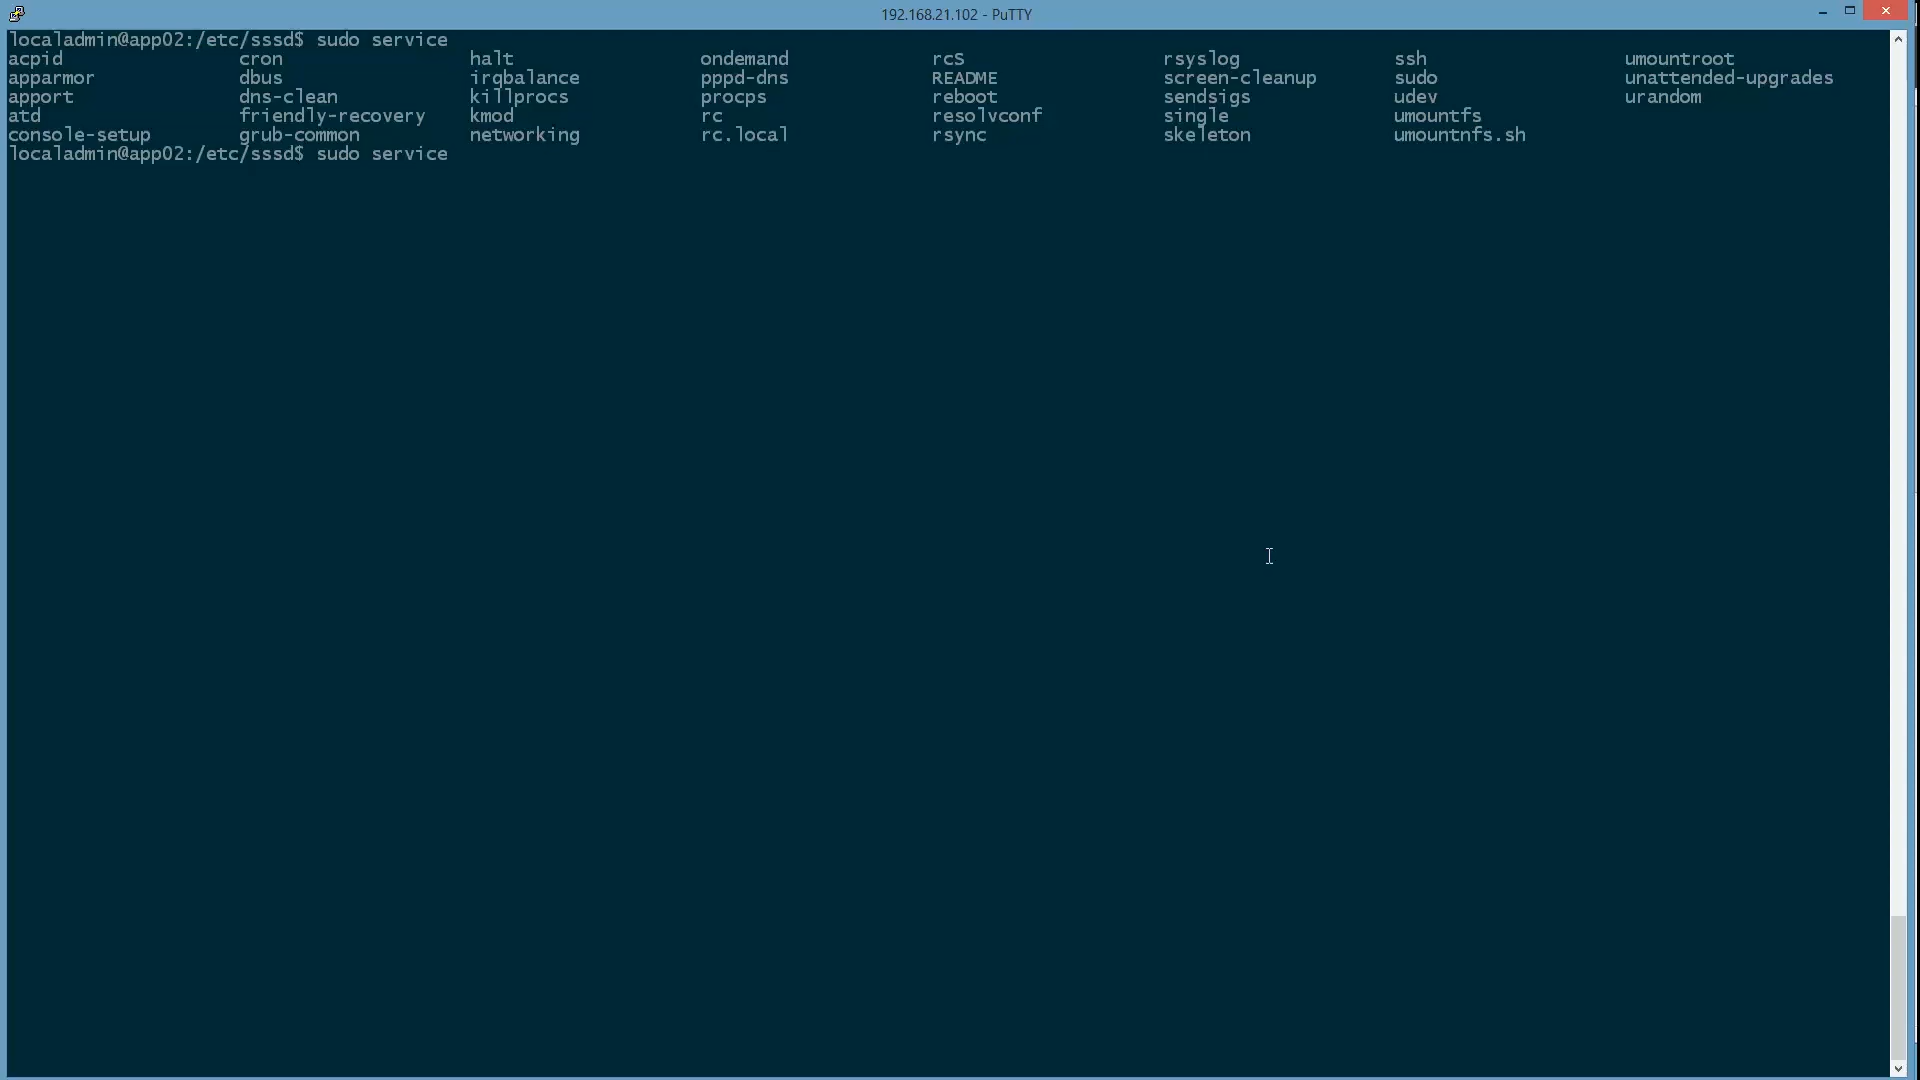 192.168.21.102 - PuTTY
localadmin@app02:/etc/sssd$ sudo service
acpid cron halt ondemand rcS rsyslog ssh umountroot
apparmor dbus irqbalance pppd-dns README screen-cleanup sudo unattended-upgrades
apport dns-clean killprocs procps reboot sendsigs udev urandom
atd friendly-recovery kmod rc resolvconf single umountfs
console-setup grub-common networking rc.local rsync skeleton umountnfs.sh
localadmin@app02:/etc/sssd$ sudo service